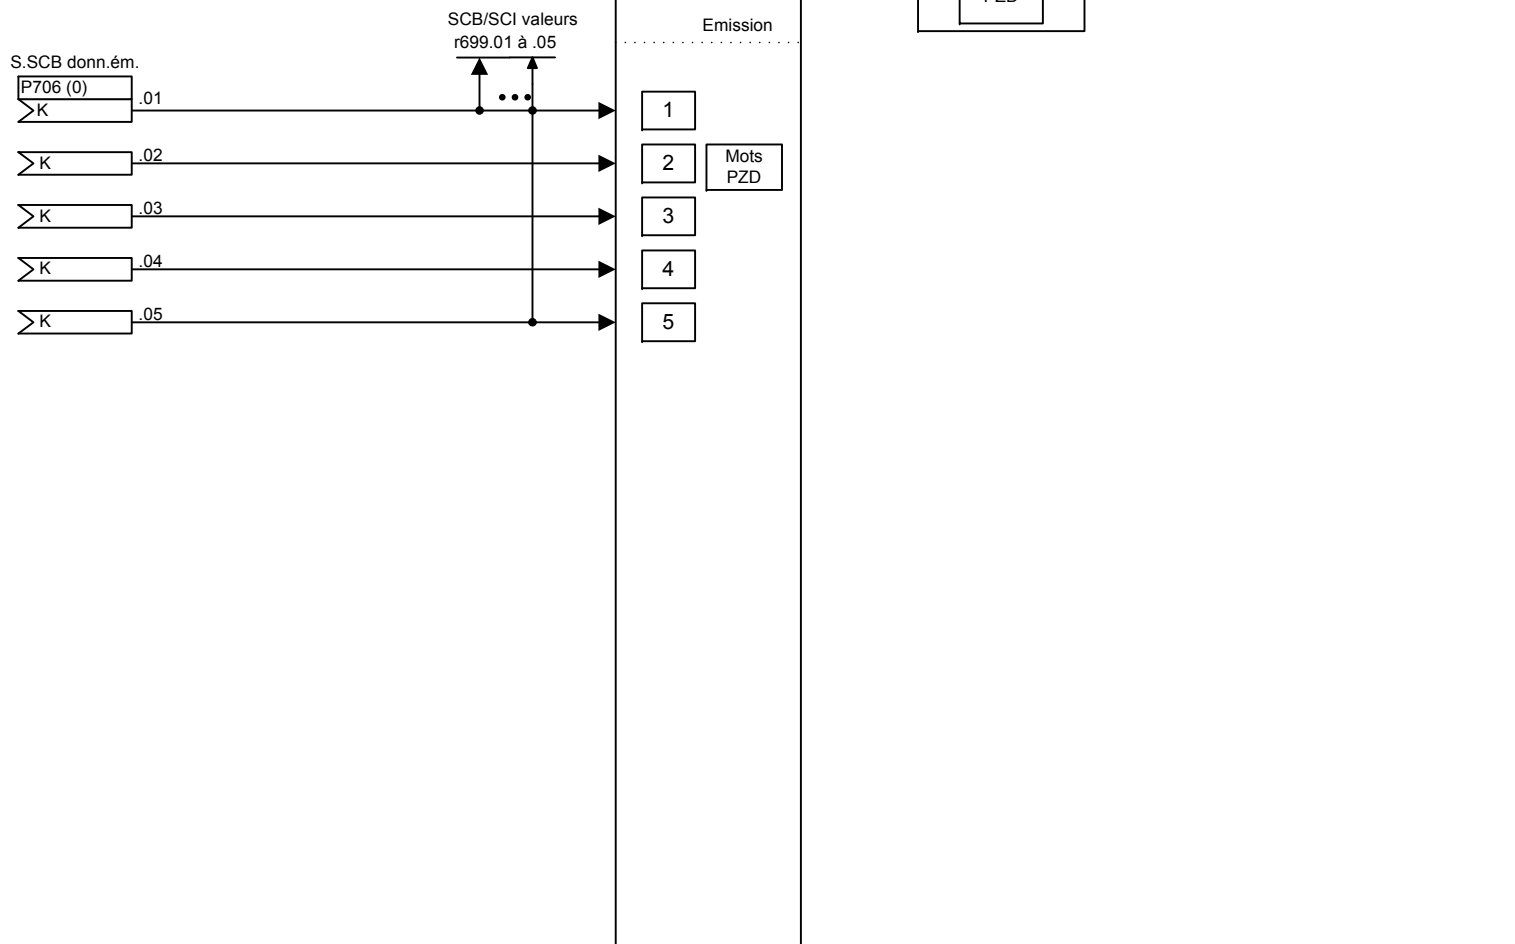 SCB/SCI valeurs
r699.01 à .05
Emission
S.SCB donn.ém.
P706 (0)
K
.01
1
K
.02
2
Mots
PZD
K
.03
3
K
.04
4
K
.05
5